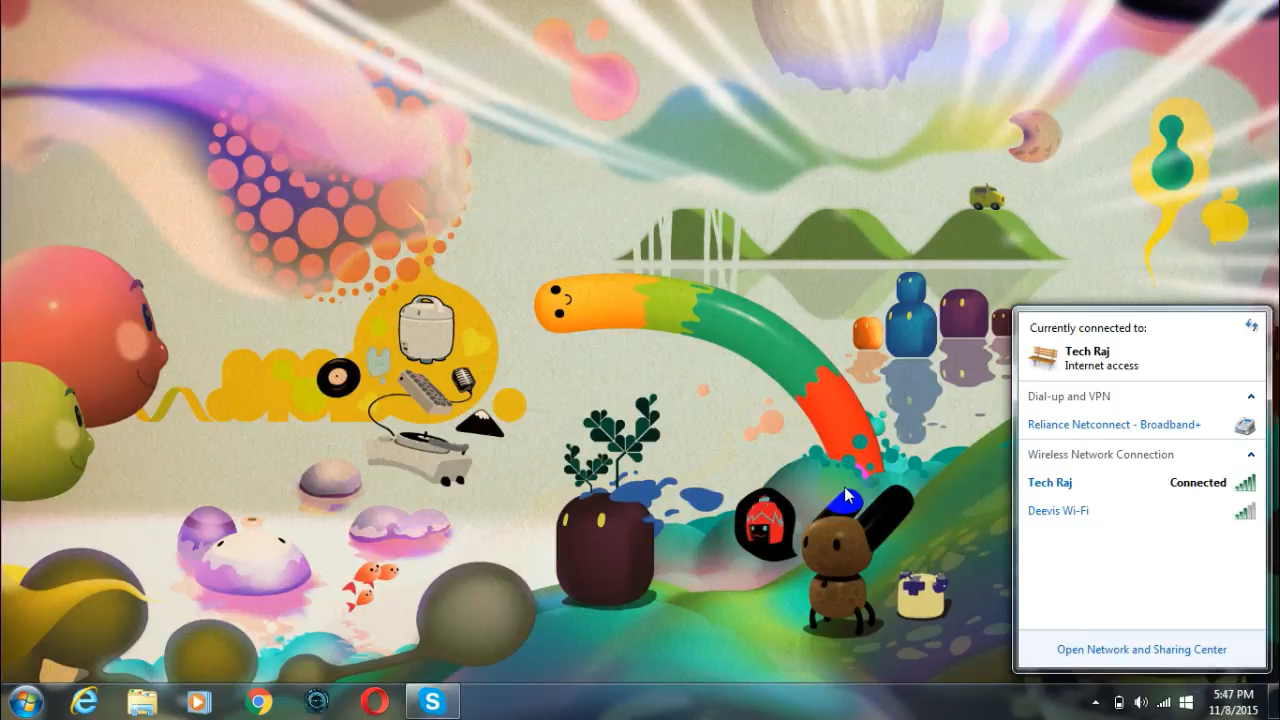 Currently connected to:
Tech Raj
Internet access
Dial-up and VPN
Reliance Netconnect - Broadband+
Wireless Network Connection
Tech Raj Connected
Deevis Wi-Fi
Open Network and Sharing Center
5:47 PM
11/8/2015